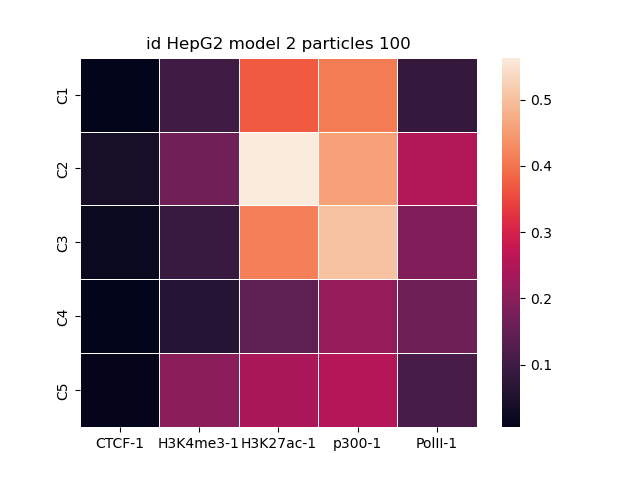 id HepG2 model 2 particles 100
C1
C2
C3
C4
C5
CTCF-1 H3K4me3-1 H3K27ac-1 p300-1 PolII-1
0.5
0.4
0.3
0.2
0.1